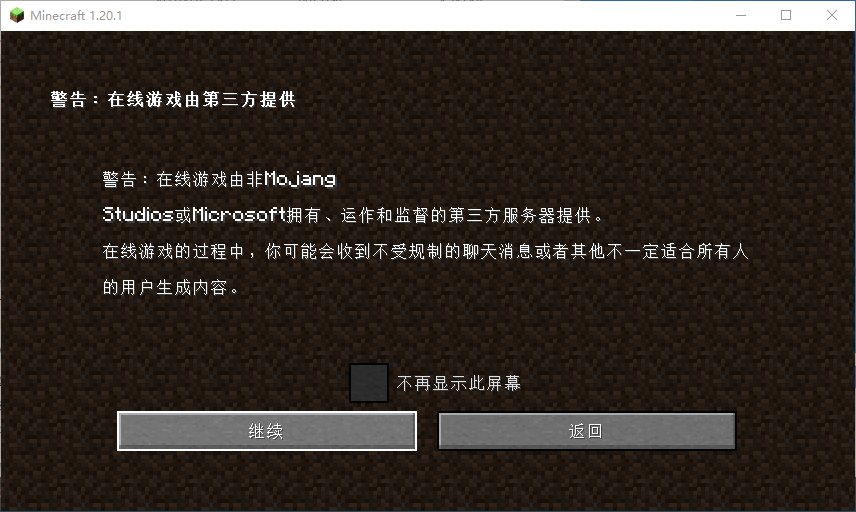 Minecraft 1.20.1
警告：在线游戏由第三方提供
警告：在线游戏由非Mojang
Studios或Microsoft拥有、运作和监督的第三方服务器提供。
在线游戏的过程中，你可能会收到不受规制的聊天消息或者其他不一定适合所有人
的用户生成内容。
不再显示此屏幕
继续
返回